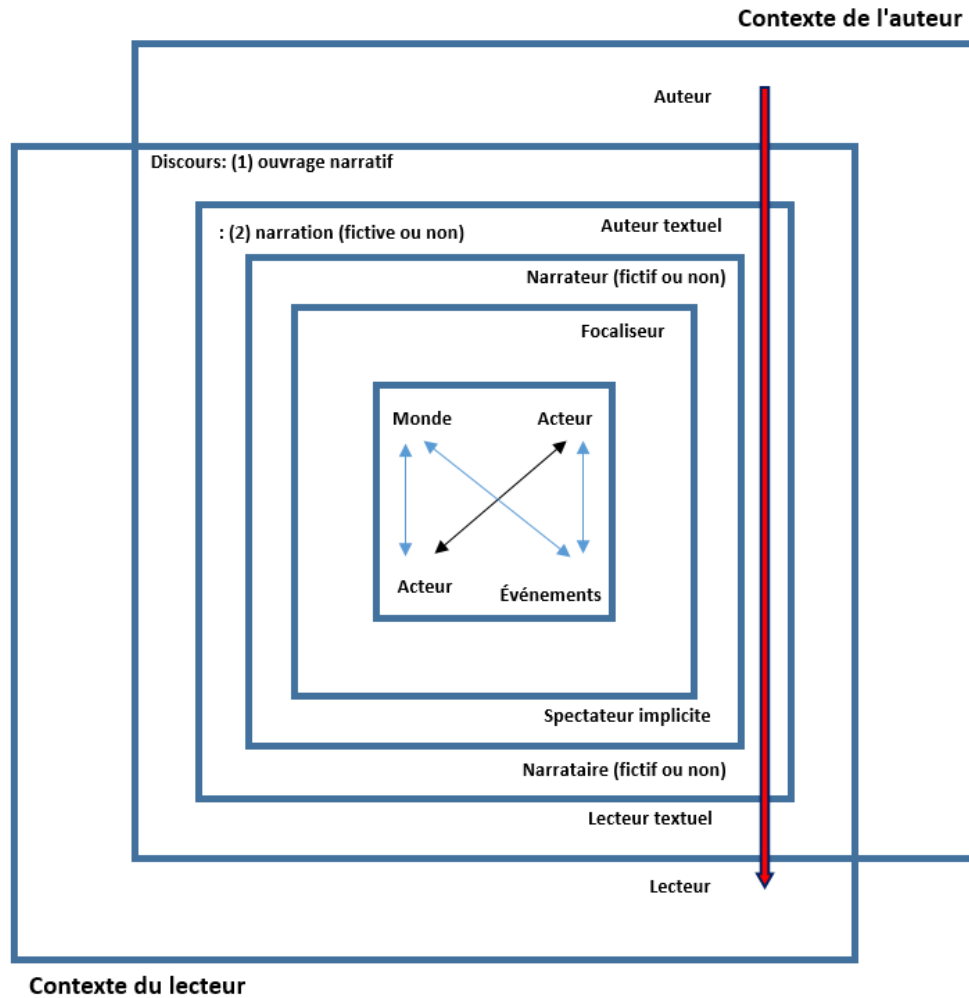 Contexte de l'auteur
Auteur
Discours: (1) ouvrage narratif
Auteur textuel
: (2) narration (fictive ou non)
Narrateur (fictif ou non)
Focaliseur
Monde Acteur
Acteur Événements
Spectateur implicite
Narrataire (fictif ou non)
Lecteur textuel
Lecteur
Contexte du lecteur